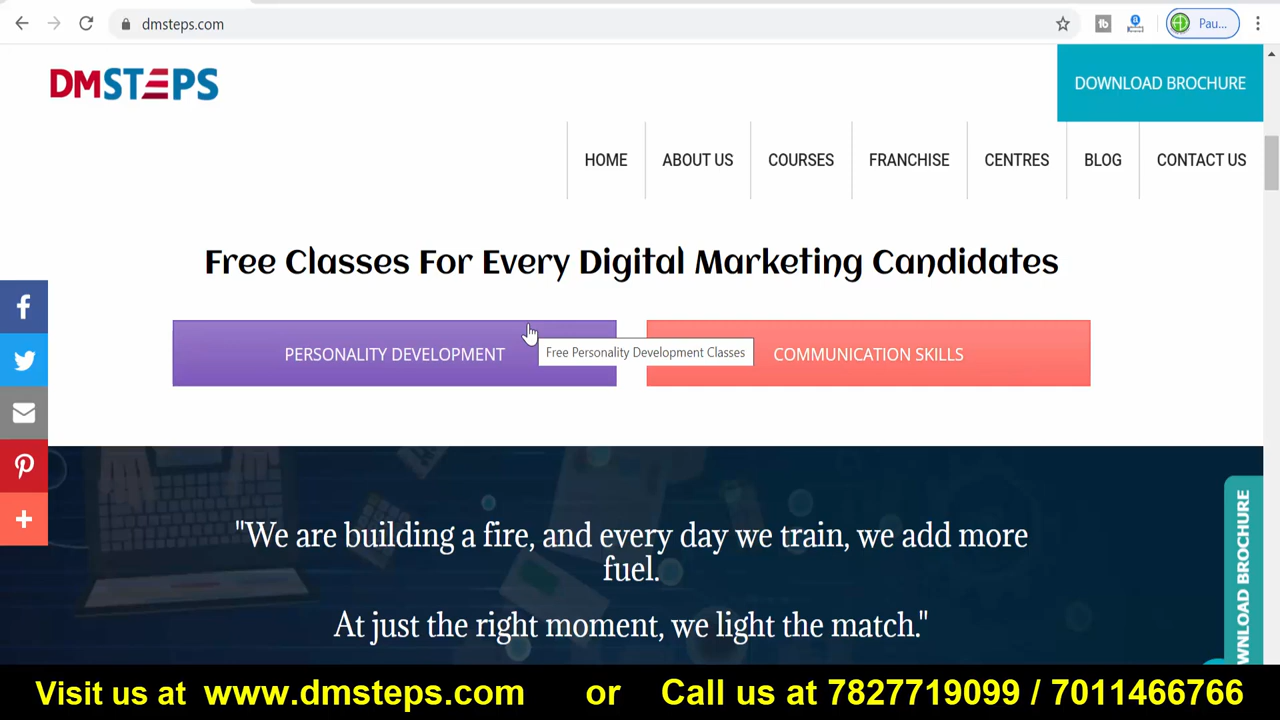 dmsteps.com
Pau...
DMSTEPS
DOWNLOAD BROCHURE
HOME
ABOUT US
COURSES
FRANCHISE
CENTRES
BLOG
CONTACT US
Free Classes For Every Digital Marketing Candidates
PERSONALITY DEVELOPMENT
Free Personality Development Classes
COMMUNICATION SKILLS
"We are building a fire, and every day we train, we add more
fuel.
At just the right moment, we light the match."
WNLOAD BROCHURE
Visit us at www.dmsteps.com or Call us at 7827719099 / 7011466766